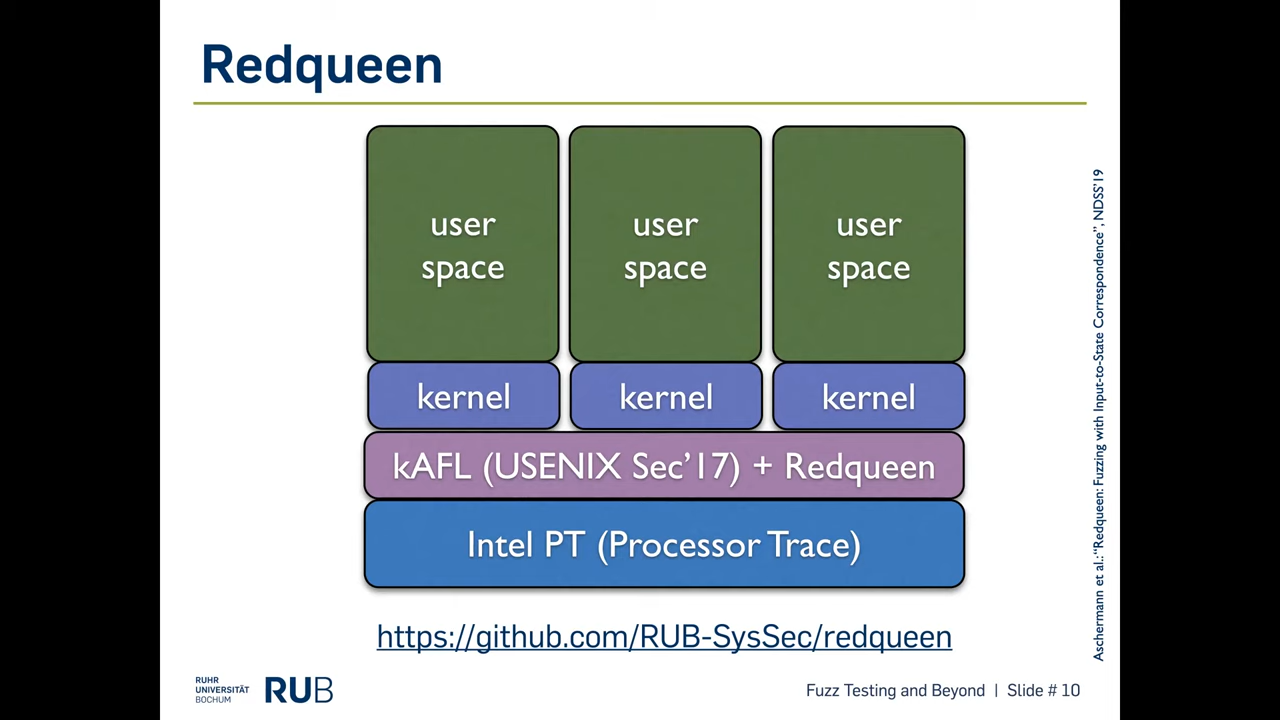 Redqueen
user
space
user
space
user
space
kernel
kernel
kernel
kAFL (USENIX Sec’17) + Redqueen
Intel PT (Processor Trace)
https://github.com/RUB-SysSec/redqueen
Aschermann et al.: “Redqueen: Fuzzing with Input-to-State Correspondence”, NDSS’19
RUHR
UNIVERSITÄT
BOCHUM
RUB
Fuzz Testing and Beyond | Slide # 10